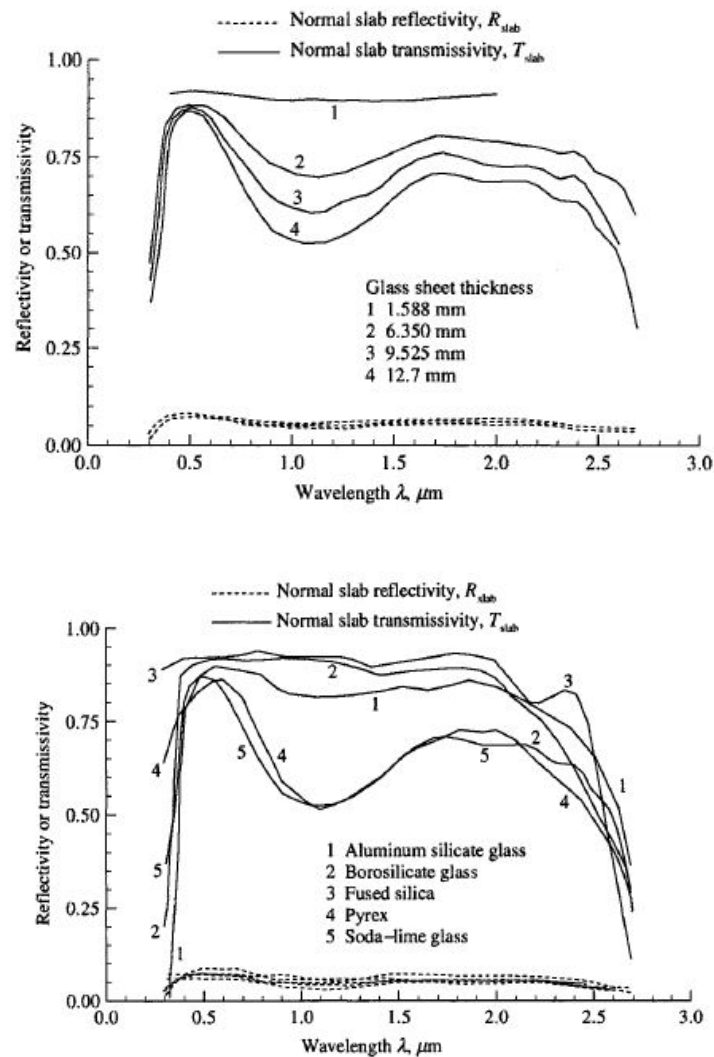 Normal slab reflectivity, R_slab
Normal slab transmissivity, T_slab
1.00
0.75
0.50
0.25
0.00
Reflectivity or transmissivity
1
2
3
4
Glass sheet thickness
1 1.588 mm
2 6.350 mm
3 9.525 mm
4 12.7 mm
0.0 0.5 1.0 1.5 2.0 2.5 3.0
Wavelength λ, μm
Normal slab reflectivity, R_slab
Normal slab transmissivity, T_slab
1.00
0.75
0.50
0.25
0.00
Reflectivity or transmissivity
3
2
3
1
4
4
5
5
2
1
4
5
2
1
1 Aluminum silicate glass
2 Borosilicate glass
3 Fused silica
4 Pyrex
5 Soda–lime glass
0.0 0.5 1.0 1.5 2.0 2.5 3.0
Wavelength λ, μm